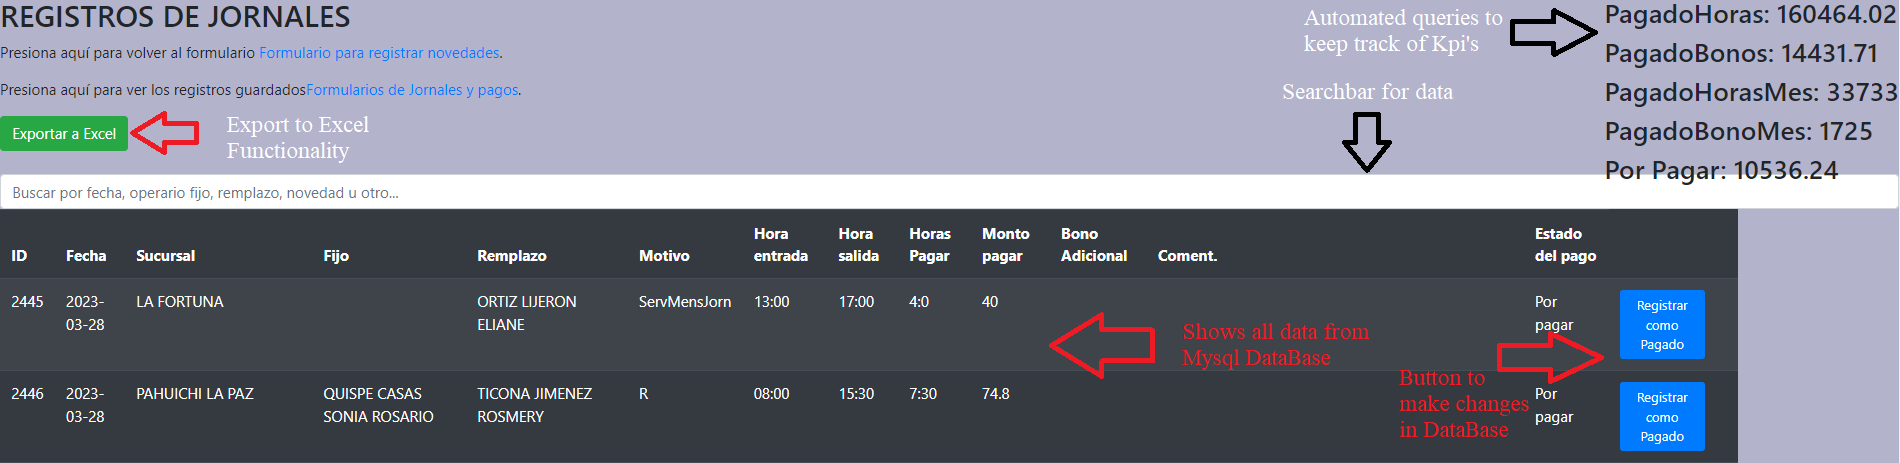 REGISTROS DE JORNALES
Presiona aquí para volver al formulario Formulario para registrar novedades.
Presiona aquí para ver los registros guardadosFormularios de Jornales y pagos.
Exportar a Excel
Export to Excel
Functionality
Automated queries to
keep track of Kpi's
Searchbar for data
PagadoHoras: 160464.02
PagadoBonos: 14431.71
PagadoHorasMes: 33733
PagadoBonoMes: 1725
Por Pagar: 10536.24
Buscar por fecha, operario fijo, remplazo, novedad u otro...
ID Fecha Sucursal Fijo Remplazo Motivo Hora entrada Hora salida Horas Pagar Monto pagar Bono Adicional Coment. Estado del pago
2445 2023-03-28 LA FORTUNA ORTIZ LIJERON ELIANE ServMensJorn 13:00 17:00 4:0 40 Por pagar Registrar como Pagado
Shows all data from
Mysql DataBase
2446 2023-03-28 PAHUICHI LA PAZ QUISPE CASAS SONIA ROSARIO TICONA JIMENEZ ROSMERY R 08:00 15:30 7:30 74.8 Por pagar Registrar como Pagado
Button to
make changes
in DataBase